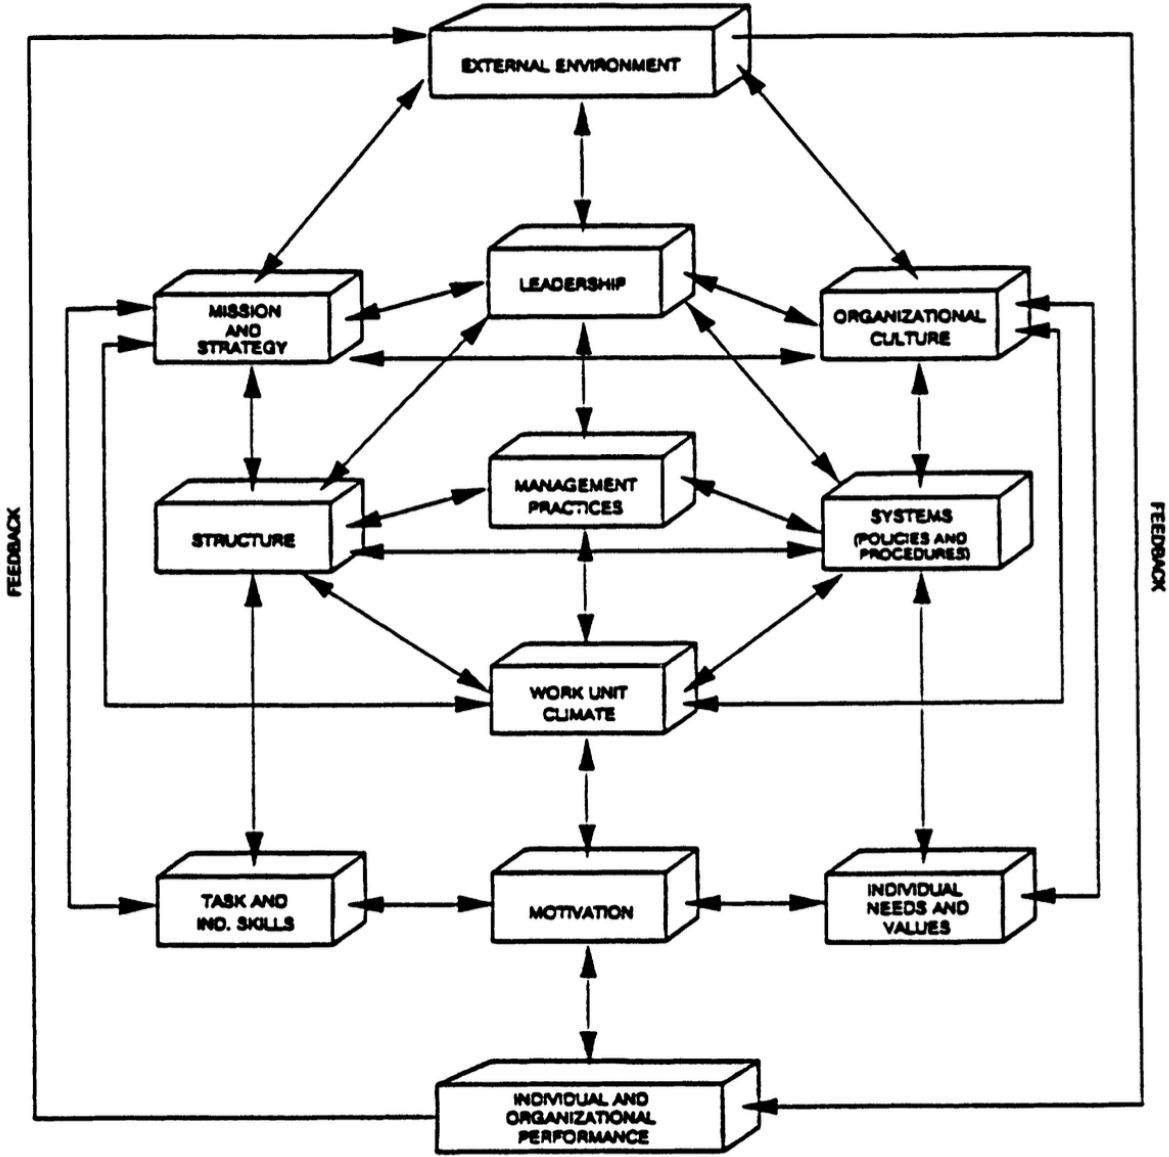 EXTERNAL ENVIRONMENT
LEADERSHIP
MISSION
AND
STRATEGY
ORGANIZATIONAL
CULTURE
MANAGEMENT
PRACTICES
STRUCTURE
SYSTEMS
(POLICIES AND
PROCEDURES)
FEEDBACK
FEEDBACK
WORK UNIT
CLIMATE
TASK AND
IND. SKILLS
MOTIVATION
INDIVIDUAL
NEEDS AND
VALUES
INDIVIDUAL AND
ORGANIZATIONAL
PERFORMANCE